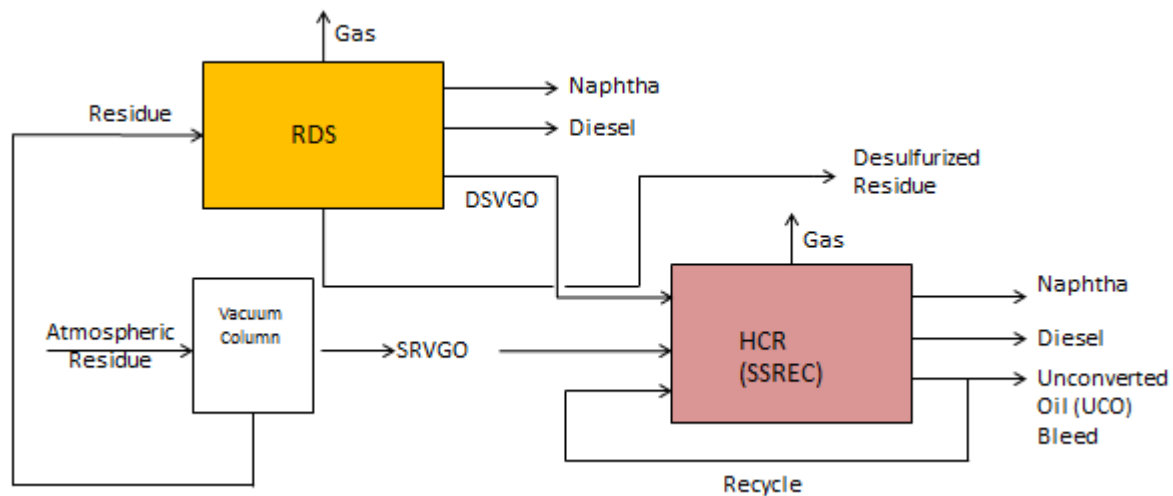 Gas
Naphtha
Residue
RDS
Diesel
Desulfurized
Residue
DSVGO
Gas
Vacuum
Column
Naphtha
Atmospheric
Residue
SRVGO
HCR
(SSREC)
Diesel
Unconverted
Oil (UCO)
Bleed
Recycle